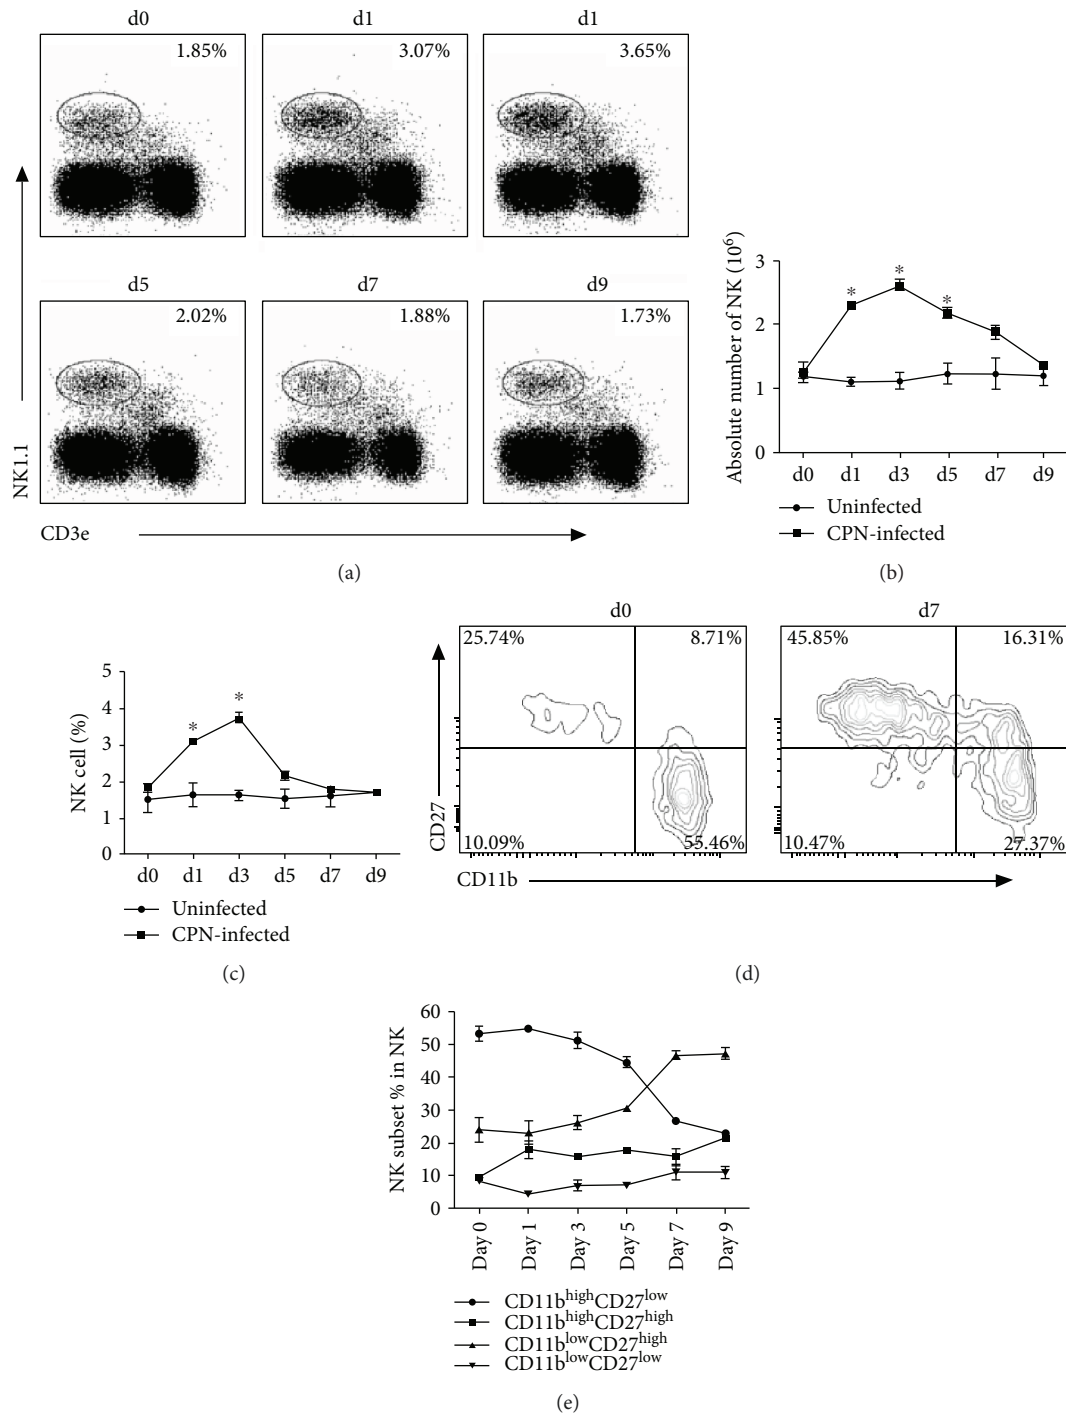 d0 d1 d1
1.85% 3.07% 3.65%
d5 d7 d9
2.02% 1.88% 1.73%
NK1.1
CD3e
(a)
Absolute number of NK (10⁶)
3
2
1
0
d0 d1 d3 d5 d7 d9
* * *
Uninfected
CPN-infected
(b)
NK cell (%)
5
4
3
2
1
0
* *
d0 d1 d3 d5 d7 d9
Uninfected
CPN-infected
(c)
d0 d7
25.74% 8.71% 45.85% 16.31%
10.09% 55.46% 10.47% 27.37%
CD27
CD11b
(d)
NK subset % in NK
60
50
40
30
20
10
0
Day 0 Day 1 Day 3 Day 5 Day 7 Day 9
CD11b^high CD27^low
CD11b^high CD27^high
CD11b^low CD27^high
CD11b^low CD27^low
(e)